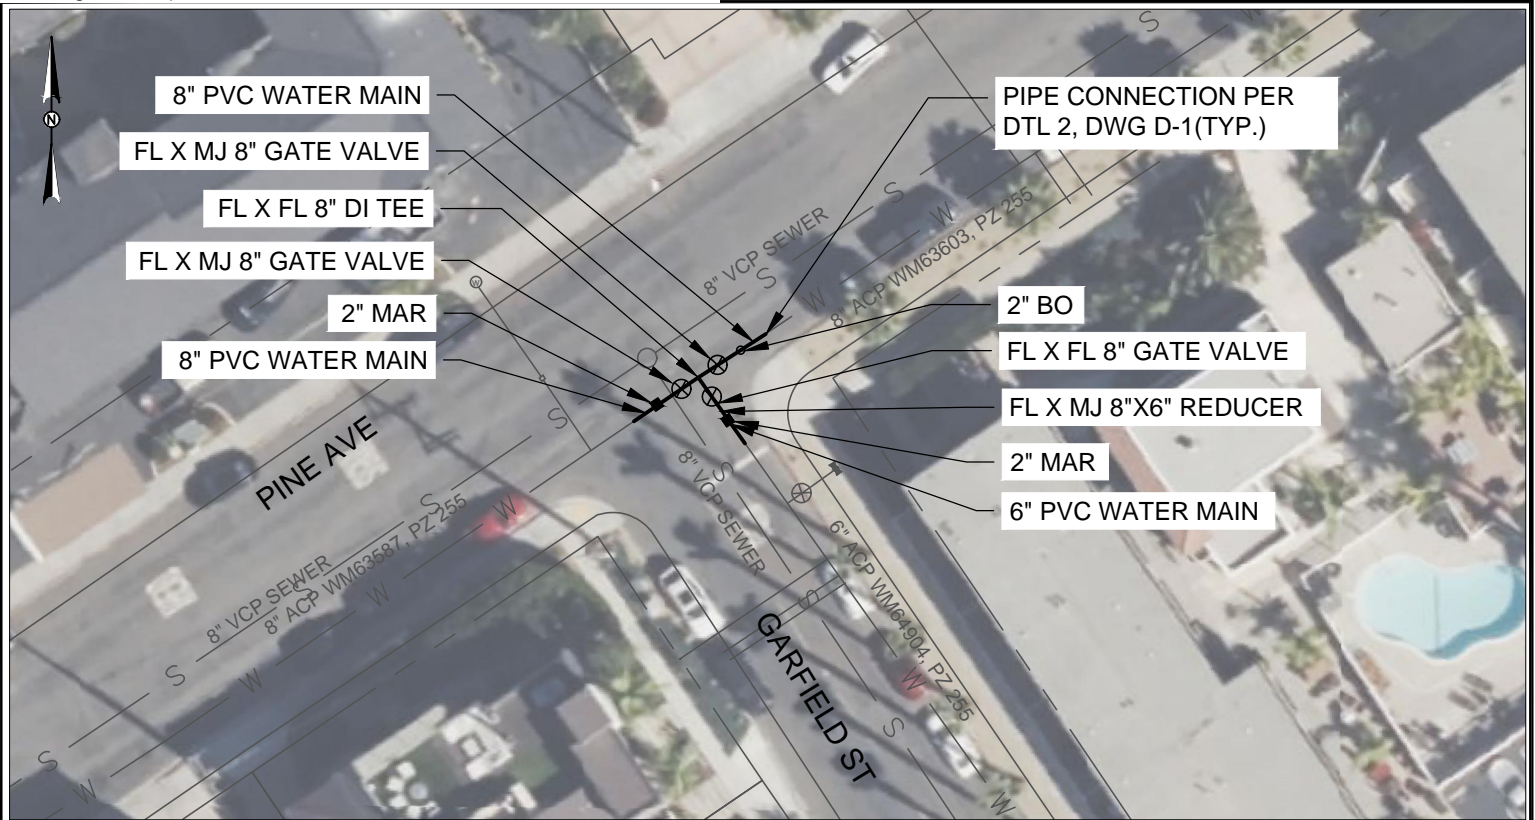 N
8" PVC WATER MAIN
FL X MJ 8" GATE VALVE
FL X FL 8" DI TEE
FL X MJ 8" GATE VALVE
2" MAR
8" PVC WATER MAIN
PIPE CONNECTION PER
DTL 2, DWG D-1(TYP.)
2" BO
FL X FL 8" GATE VALVE
FL X MJ 8"X6" REDUCER
2" MAR
6" PVC WATER MAIN
8" VCP SEWER
8" ACP WM63603, PZ 255
PINE AVE
8" VCP SEWER
8" ACP WM63587, PZ 255
8" VCP SEWER
6" ACP WM64904, PZ 255
GARFIELD ST
S
W
S
W
S
W
S
W
S
W
S
W
S
W
S
W
S
S
S
W
W